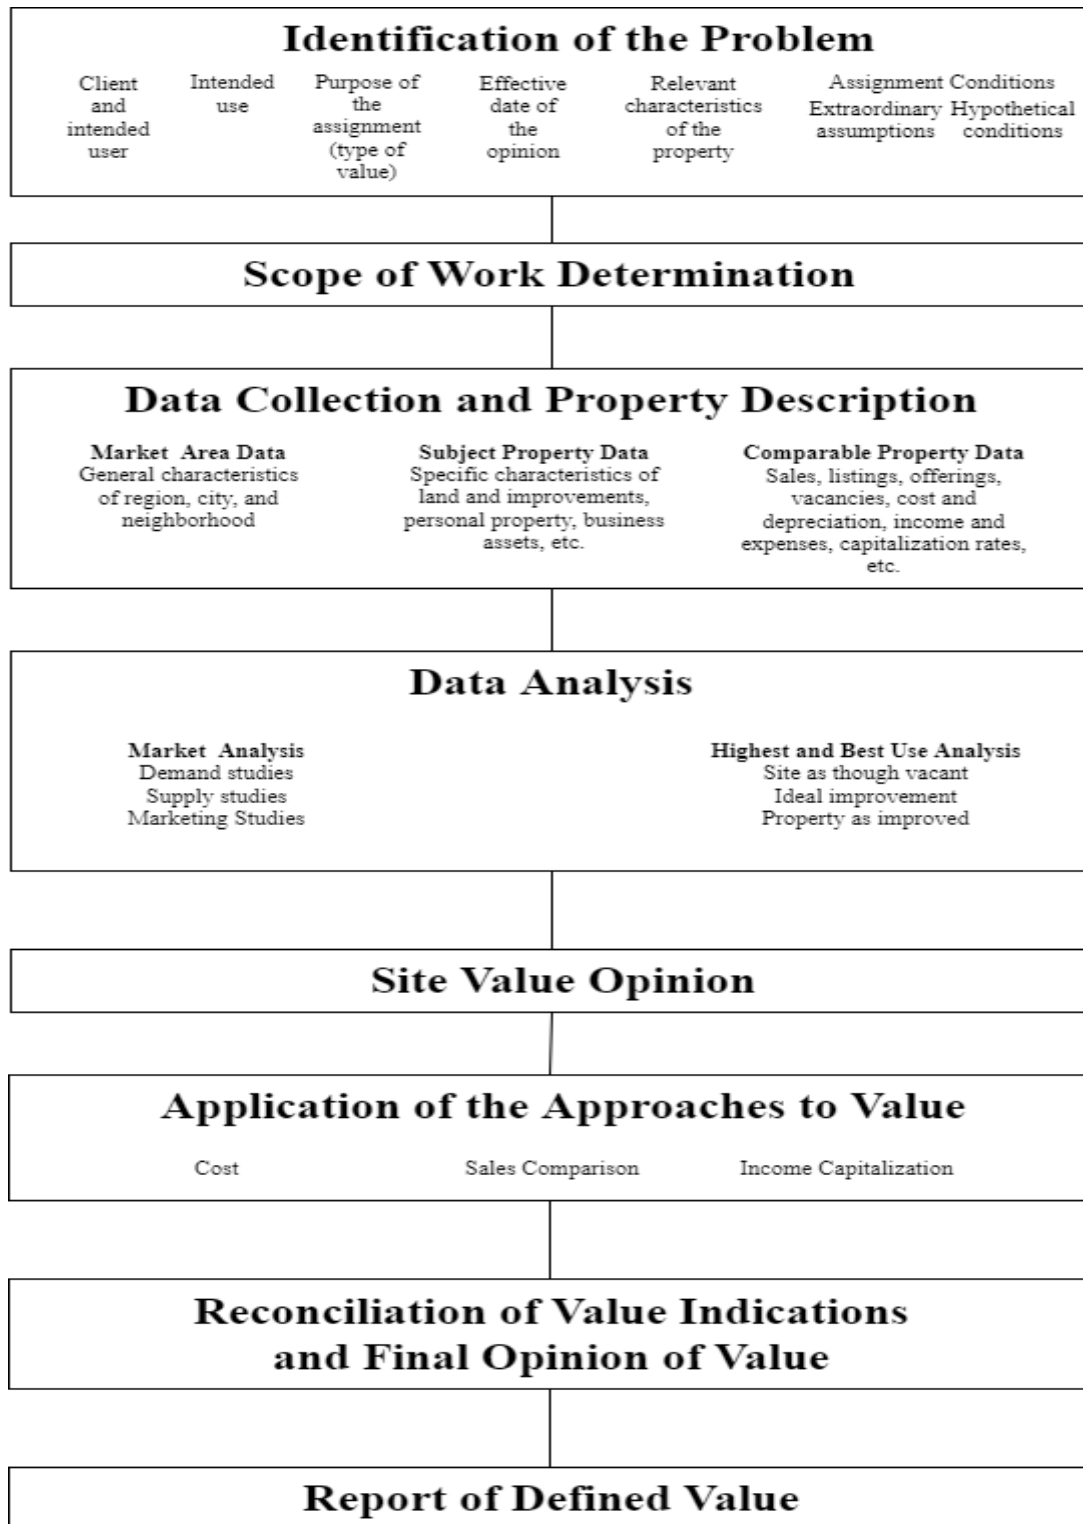 Identification of the Problem
Client
and
intended
user
Intended
use
Purpose of
the
assignment
(type of
value)
Effective
date of
the
opinion
Relevant
characteristics
of the
property
Assignment Conditions
Extraordinary
assumptions
Hypothetical
conditions
Scope of Work Determination
Data Collection and Property Description
Market Area Data
General characteristics
of region, city, and
neighborhood
Subject Property Data
Specific characteristics of
land and improvements,
personal property, business
assets, etc.
Comparable Property Data
Sales, listings, offerings,
vacancies, cost and
depreciation, income and
expenses, capitalization rates,
etc.
Data Analysis
Market Analysis
Demand studies
Supply studies
Marketing Studies
Highest and Best Use Analysis
Site as though vacant
Ideal improvement
Property as improved
Site Value Opinion
Application of the Approaches to Value
Cost
Sales Comparison
Income Capitalization
Reconciliation of Value Indications
and Final Opinion of Value
Report of Defined Value